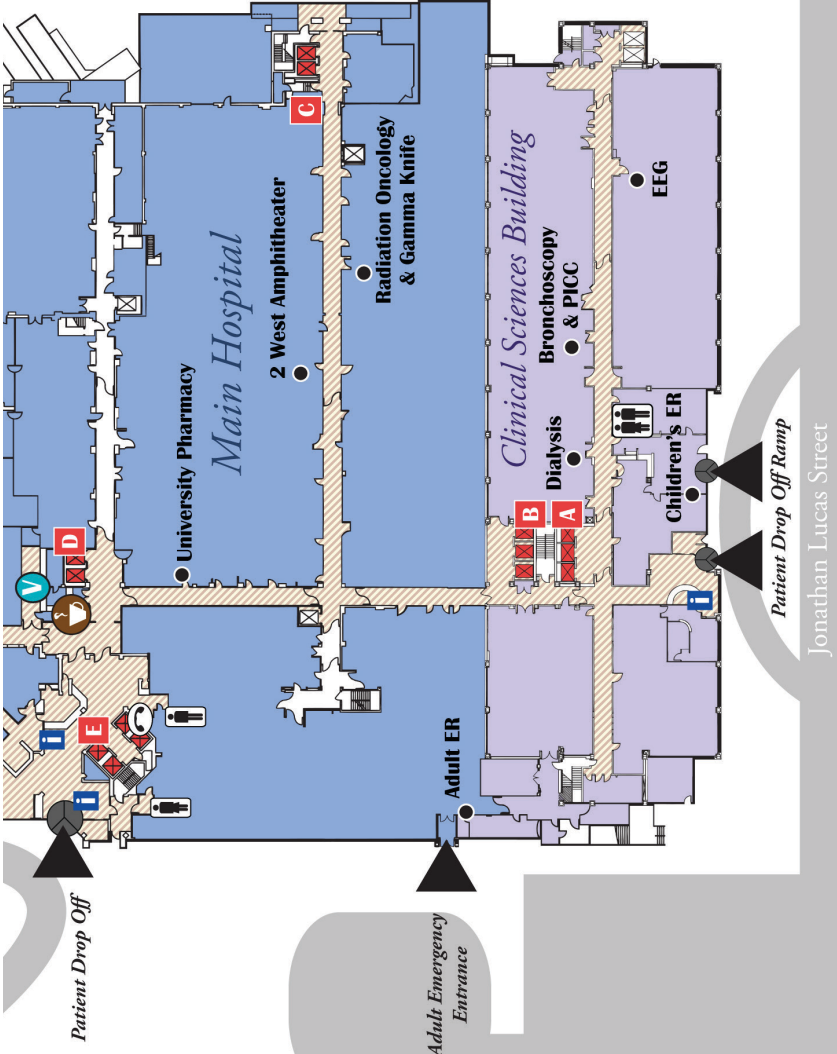 C
Radiation Oncology
& Gamma Knife
2 West Amphitheater
Main Hospital
University Pharmacy
Clinical Sciences Building
EEG
Bronchoscopy
& PICC
Dialysis
Children's ER
B
A
D
V
i
E
i
i
Adult ER
Patient Drop Off Ramp
Jonathan Lucas Street
Patient Drop Off
Adult Emergency
Entrance